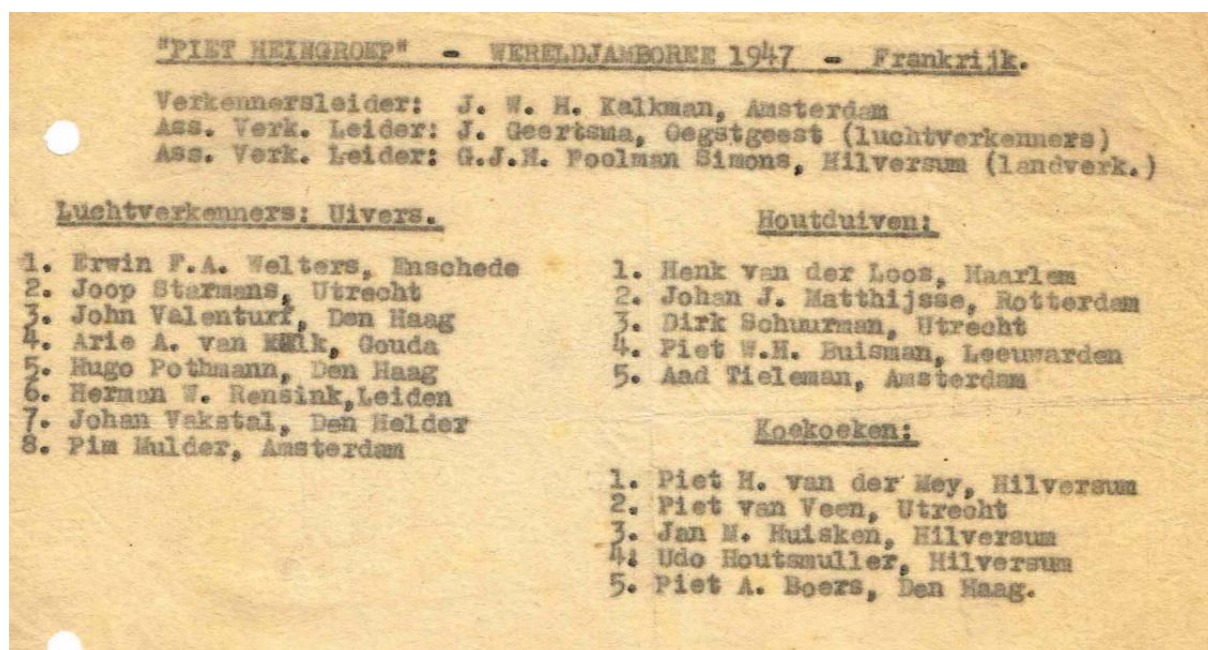 "PIET HEINGROEP" - WERELDJAMBOREE 1947 - Frankrijk.
Verkennersleider: J. W. H. Kalkman, Amsterdam
Ass. Verk. Leider: J. Geertsma, Oegstgeest (luchtverkenners)
Ass. Verk. Leider: G.J.H. Poolman Simons, Hilversum (landverk.)
Luchtverkenners: Uivers.
1. Erwin F.A. Welters, Enschede
2. Joop Starmans, Utrecht
3. John Valenturf, Den Haag
4. Arie A. van Kulk, Gouda
5. Hugo Pothmann, Den Haag
6. Herman W. Rensink,Leiden
7. Johan Vakstal, Den Helder
8. Pim Mulder, Amsterdam
Houtduiven:
1. Henk van der Loos, Haarlem
2. Johan J. Matthijsse, Rotterdam
3. Dirk Schuurman, Utrecht
4. Piet W.H. Buisman, Leeuwarden
5. Aad Tieleman, Amsterdam
Koekoeken:
1. Piet H. van der Mey, Hilversum
2. Piet van Veen, Utrecht
3. Jan M. Huisken, Hilversum
4: Udo Houtsmuller, Hilversum
5. Piet A. Boers, Den Haag.